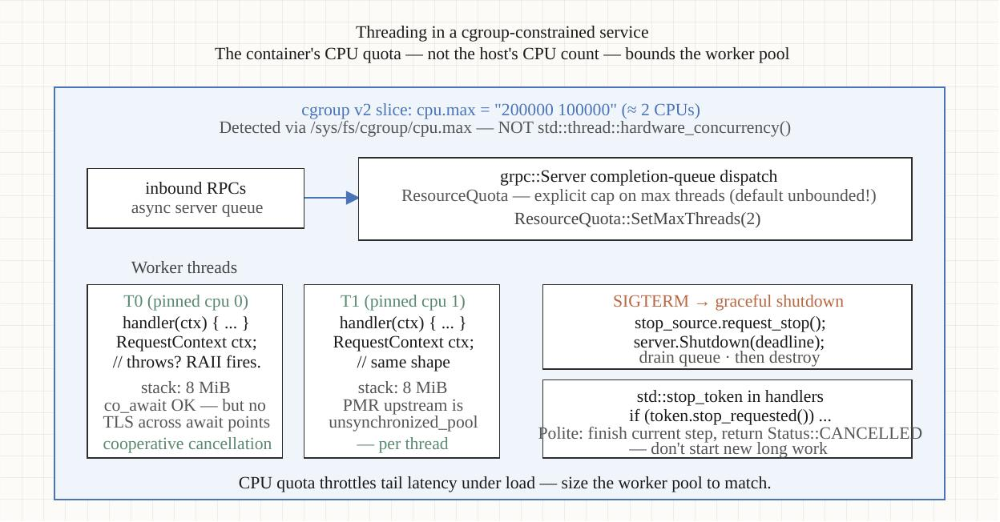 Threading in a cgroup-constrained service
The container's CPU quota — not the host's CPU count — bounds the worker pool
cgroup v2 slice: cpu.max = "200000 100000" (≈ 2 CPUs)
Detected via /sys/fs/cgroup/cpu.max — NOT std::thread::hardware_concurrency()
inbound RPCs
async server queue
grpc::Server completion-queue dispatch
ResourceQuota — explicit cap on max threads (default unbounded!)
ResourceQuota::SetMaxThreads(2)
Worker threads
T0 (pinned cpu 0)
handler(ctx) { ... }
RequestContext ctx;
// throws? RAII fires.
stack: 8 MiB
co_await OK — but no
TLS across await points
cooperative cancellation
T1 (pinned cpu 1)
handler(ctx) { ... }
RequestContext ctx;
// same shape
stack: 8 MiB
PMR upstream is
unsynchronized_pool
— per thread
SIGTERM → graceful shutdown
stop_source.request_stop();
server.Shutdown(deadline);
drain queue · then destroy
std::stop_token in handlers
if (token.stop_requested()) ...
Polite: finish current step, return Status::CANCELLED
— don't start new long work
CPU quota throttles tail latency under load — size the worker pool to match.